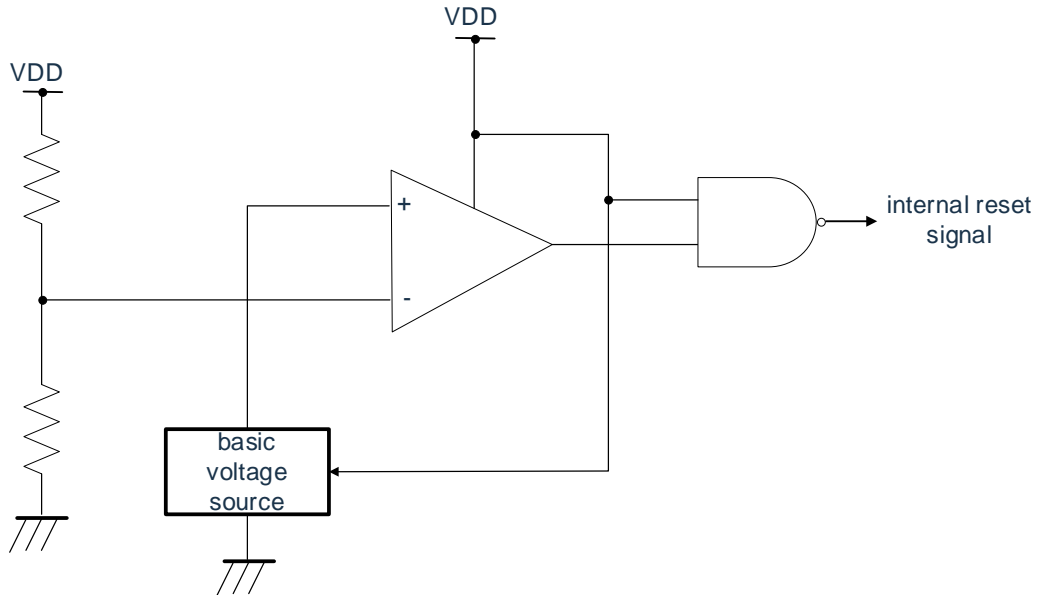 VDD
VDD
+
-
internal reset
signal
basic
voltage
source